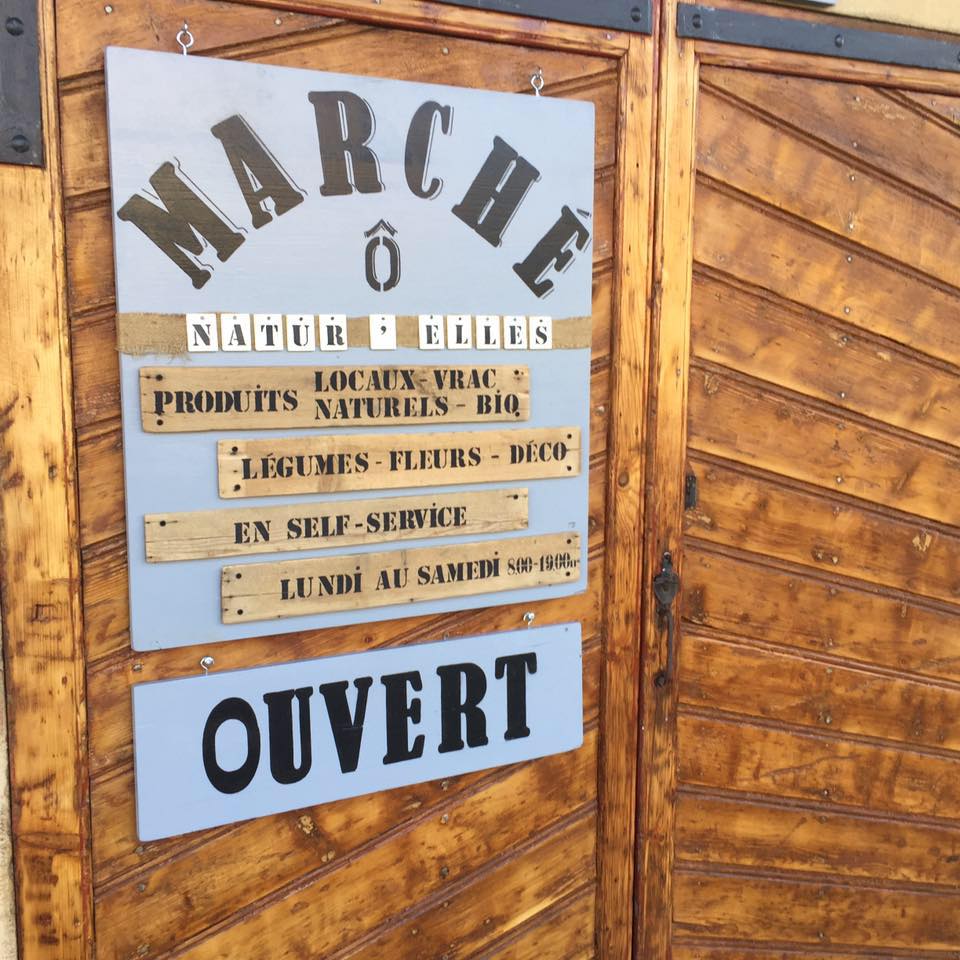 MARCHÉ
Ô
NATUR'ELLES
PRODUiTS LOCAUX-VRAC
NATURELS - BiO
LÉGUMES - FLEURS - DÉCO
EN SELF-SERViCE
LUNDi AU SAMEDi 8.00-19.00H
OUVERT